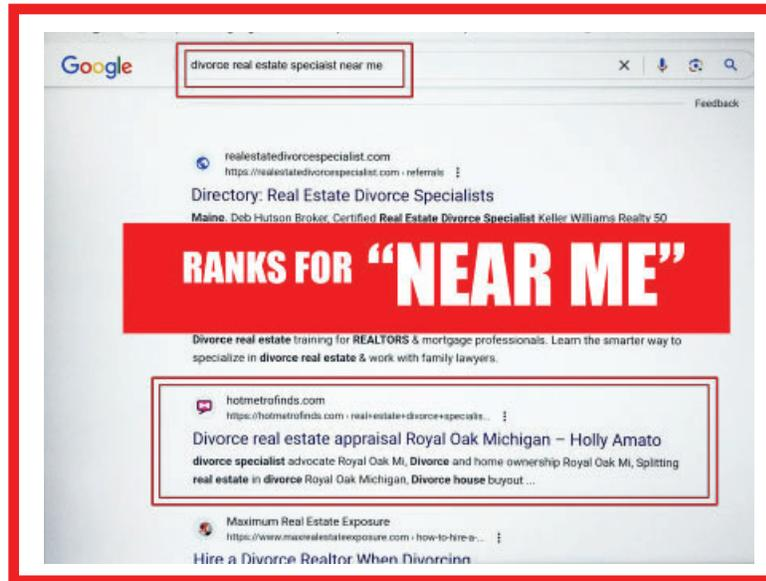 Google
divorce real estate speciaist near me
Feedback
realestatedivorcespecialist.com
https://realestatedivorcespecialist.com › referrals
Directory: Real Estate Divorce Specialists
Maine. Deb Hutson Broker, Certified Real Estate Divorce Specialist Keller Williams Realty 50
RANKS FOR “NEAR ME”
Divorce real estate training for REALTORS & mortgage professionals. Learn the smarter way to
specialize in divorce real estate & work with family lawyers.
hotmetrofinds.com
https://hotmetrofinds.com › real+estate+divorce+specialis...
Divorce real estate appraisal Royal Oak Michigan – Holly Amato
divorce specialist advocate Royal Oak Mi, Divorce and home ownership Royal Oak Mi, Splitting
real estate in divorce Royal Oak Michigan, Divorce house buyout ...
Maximum Real Estate Exposure
https://www.maxrealestateexposure.com › how-to-hire-a-...
Hire a Divorce Realtor When Divorcing